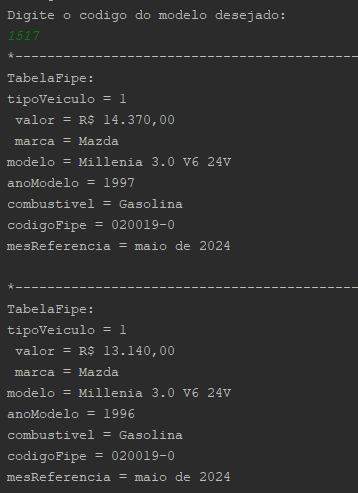 Digite o codigo do modelo desejado:
1517
*-------------------------------------------
TabelaFipe:
tipoVeiculo = 1
 valor = R$ 14.370,00
 marca = Mazda
modelo = Millenia 3.0 V6 24V
anoModelo = 1997
combustivel = Gasolina
codigoFipe = 020019-0
mesReferencia = maio de 2024
*-------------------------------------------
TabelaFipe:
tipoVeiculo = 1
 valor = R$ 13.140,00
 marca = Mazda
modelo = Millenia 3.0 V6 24V
anoModelo = 1996
combustivel = Gasolina
codigoFipe = 020019-0
mesReferencia = maio de 2024